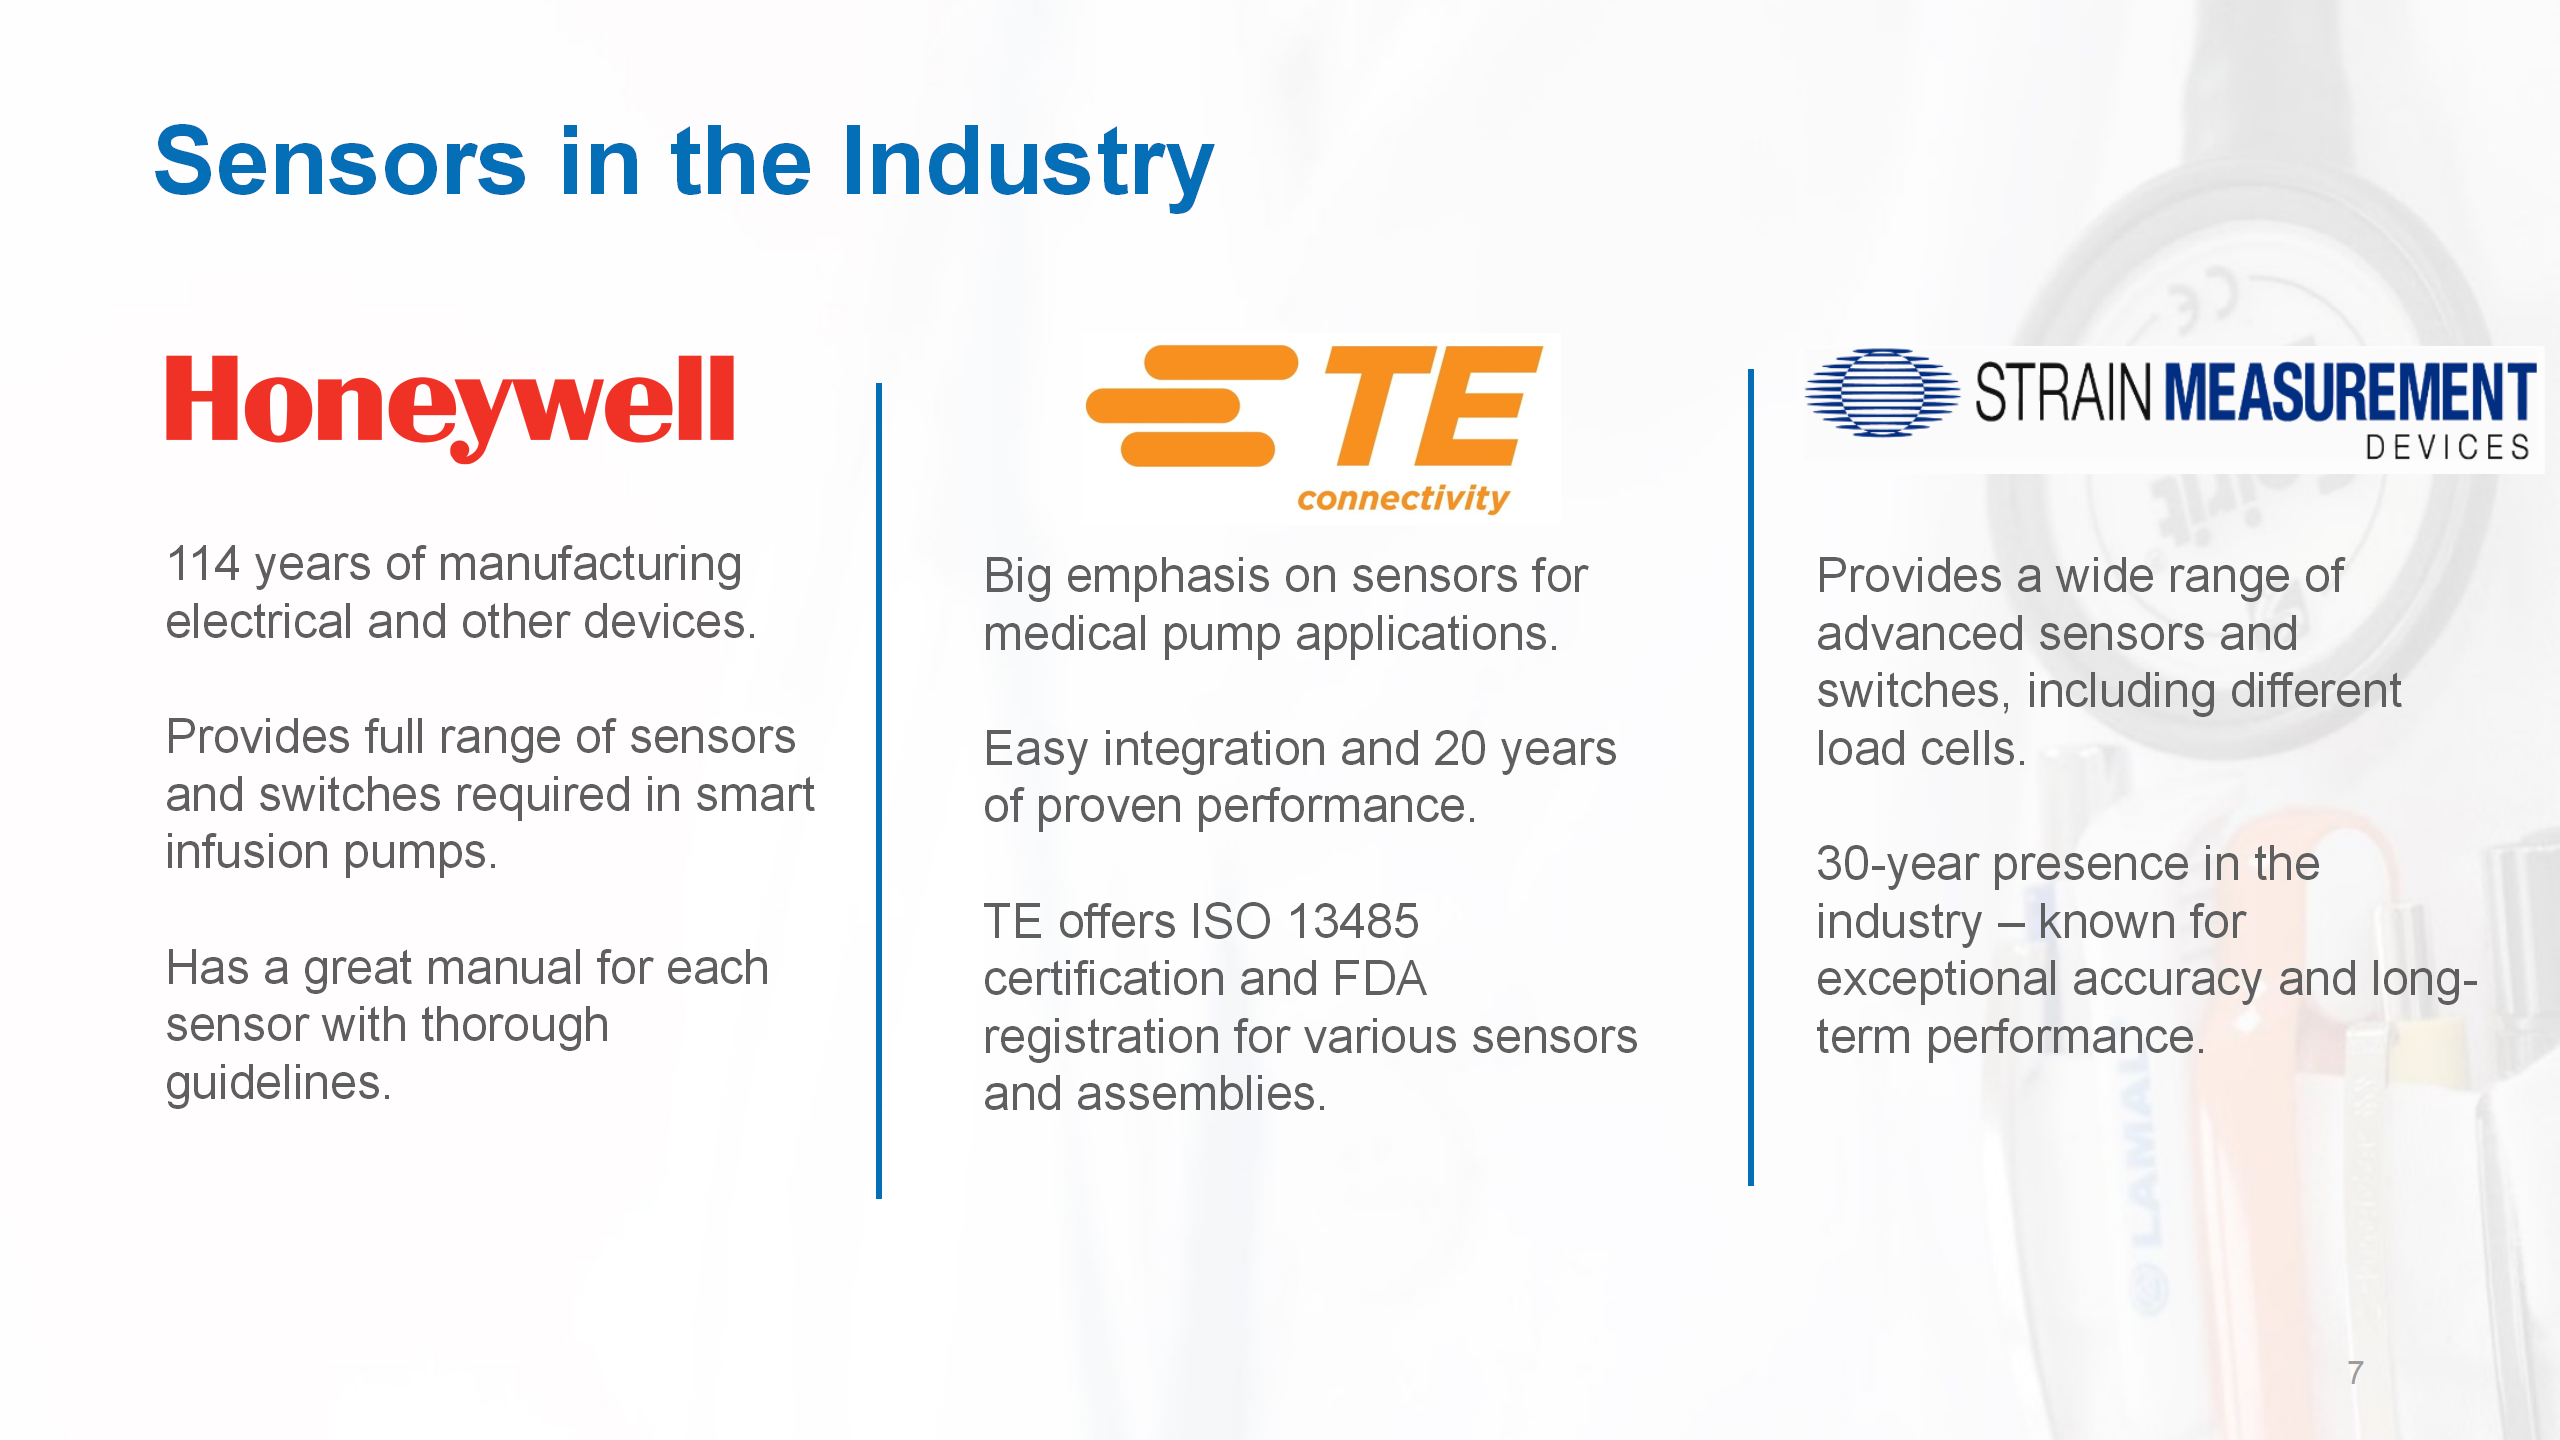 Sensors in the Industry
Honeywell
114 years of manufacturing
electrical and other devices.
Provides full range of sensors
and switches required in smart
infusion pumps.
Has a great manual for each
sensor with thorough
guidelines.
TE
connectivity
Big emphasis on sensors for
medical pump applications.
Easy integration and 20 years
of proven performance.
TE offers ISO 13485
certification and FDA
registration for various sensors
and assemblies.
STRAIN MEASUREMENT
DEVICES
Provides a wide range of
advanced sensors and
switches, including different
load cells.
30-year presence in the
industry – known for
exceptional accuracy and long-
term performance.
CE
Spirit
LAMAL
7